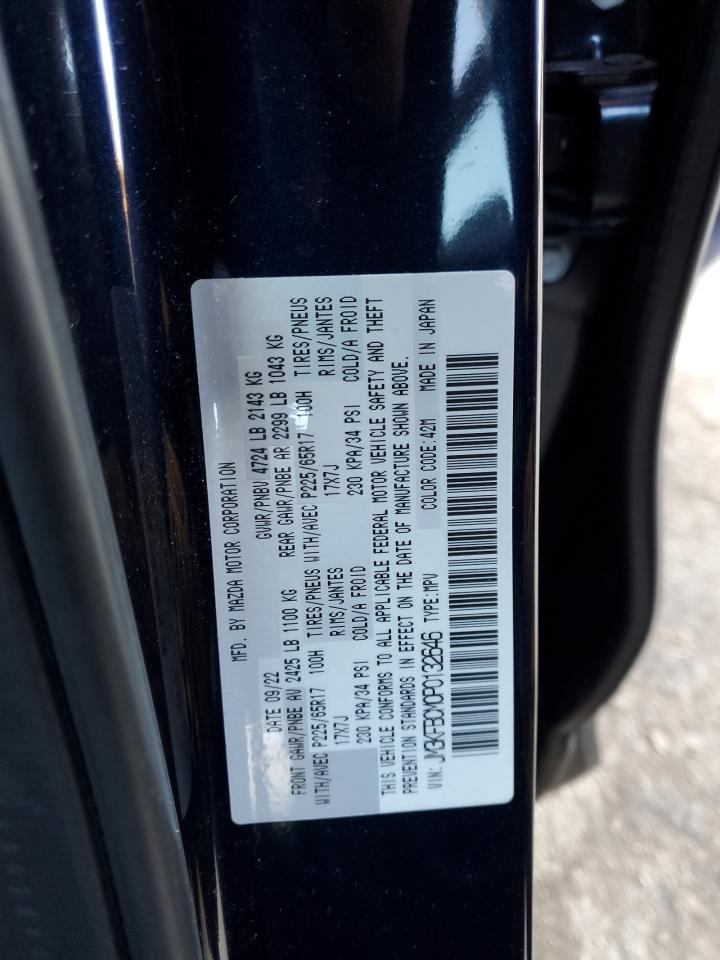 MFD. BY MAZDA MOTOR CORPORATION
09/22 GVWR/PNBV 4724 LB 2143 KG
FRONT GAWR/PNBE AV 2425 LB 1100 KG REAR GAWR/PNBE AR 2299 LB 1043 KG
WITH/AVEC P225/65R17 100H TIRES/PNEUS WITH/AVEC P225/65R17 100H TIRES/PNEUS
17X7J RIMS/JANTES 17X7J RIMS/JANTES
230 KPA/34 PSI COLD/A FROID 230 KPA/34 PSI COLD/A FROID
THIS VEHICLE CONFORMS TO ALL APPLICABLE FEDERAL MOTOR VEHICLE SAFETY AND THEFT
PREVENTION STANDARDS IN EFFECT ON THE DATE OF MANUFACTURE SHOWN ABOVE.
VIN: JM3KFBCM0P0132646 TYPE:MPV COLOR CODE:42M MADE IN JAPAN